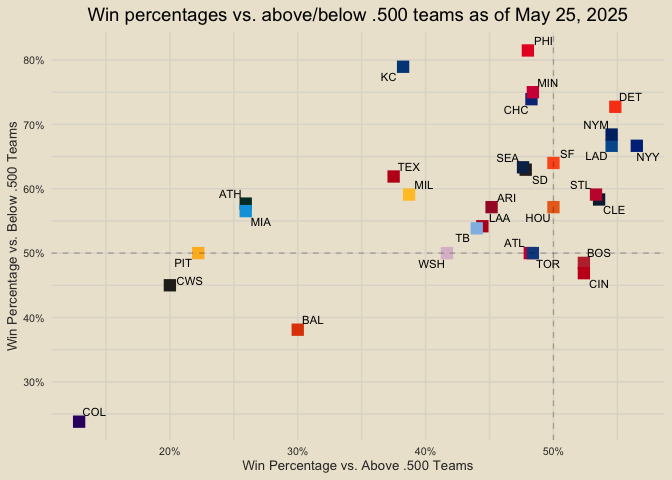 Win percentages vs. above/below .500 teams as of May 25, 2025
Win Percentage vs. Below .500 Teams
80%
70%
60%
50%
40%
30%
PHI
KC
MIN
CHC
DET
NYM
LAD
NYY
SF
SEA
SD
TEX
MIL
STL
CLE
ATH
MIA
ARI
HOU
LAA
TB
ATL
TOR
WSH
BOS
CIN
PIT
CWS
BAL
COL
20%
30%
40%
50%
Win Percentage vs. Above .500 Teams